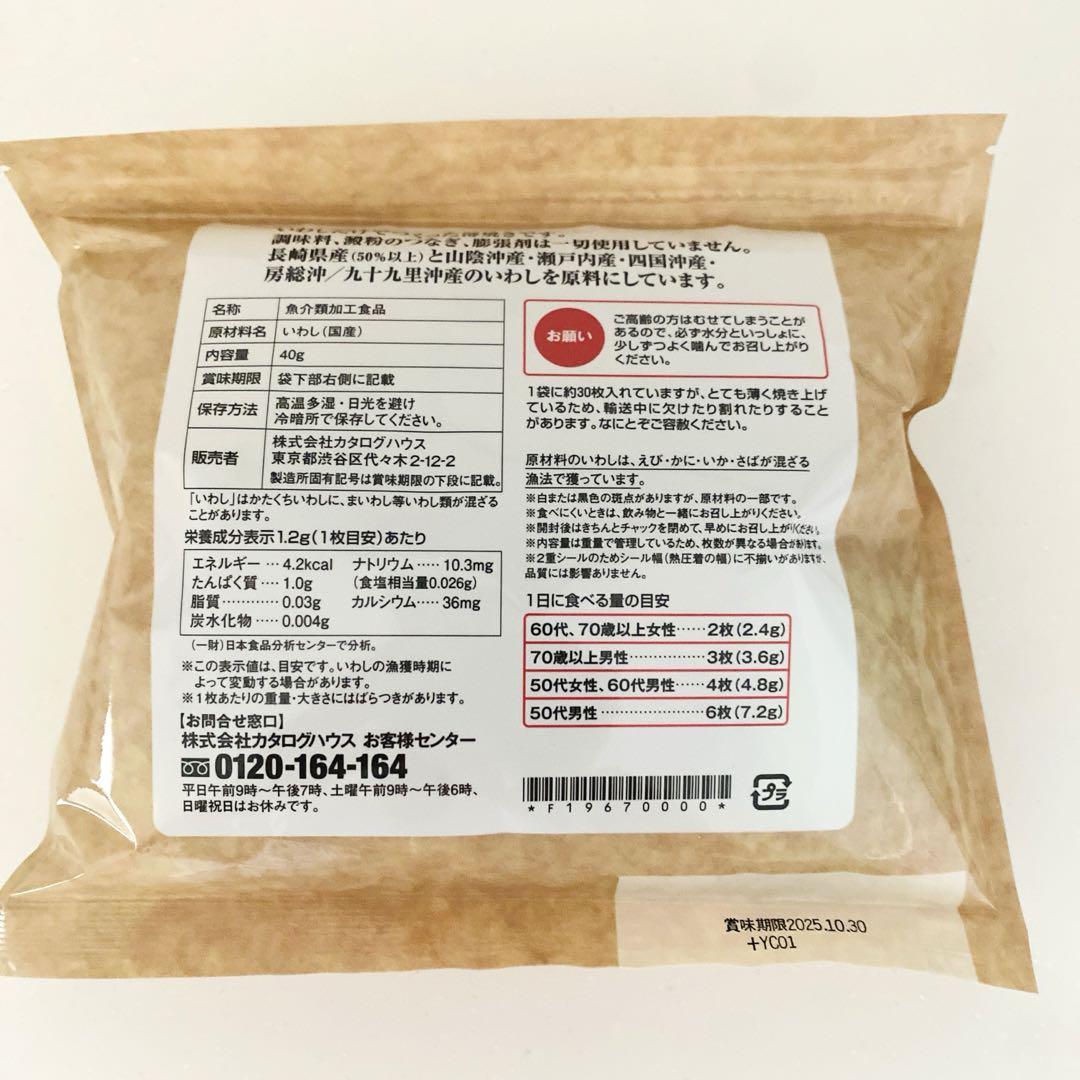 いわしだけでつくった薄焼きです。
調味料、澱粉のつなぎ、膨張剤は一切使用していません。
長崎県産(50%以上)と山陰沖産・瀬戸内産・四国沖産・
房総沖/九十九里沖産のいわしを原料にしています。
名称 魚介類加工食品
原材料名 いわし(国産)
内容量 40g
賞味期限 袋下部右側に記載
保存方法 高温多湿・日光を避け
冷暗所で保存してください。
販売者 株式会社カタログハウス
東京都渋谷区代々木2-12-2
製造所固有記号は賞味期限の下段に記載。
「いわし」はかたくちいわしに、まいわし等いわし類が混ざる
ことがあります。
栄養成分表示1.2g(1枚目安)あたり
エネルギー…4.2kcal ナトリウム……10.3mg
たんぱく質…1.0g (食塩相当量0.026g)
脂質…………0.03g カルシウム……36mg
炭水化物……0.004g
(一財)日本食品分析センターで分析。
※この表示値は、目安です。いわしの漁獲時期に
よって変動する場合があります。
※1枚あたりの重量・大きさにはばらつきがあります。
【お問合せ窓口】
株式会社カタログハウス お客様センター
0120-164-164
平日午前9時〜午後7時、土曜午前9時〜午後6時、
日曜祝日はお休みです。
お願い
ご高齢の方はむせてしまうことが
あるので、必ず水分といっしょに、
少しずつよく噛んでお召し上がり
ください。
1袋に約30枚入れていますが、とても薄く焼き上げ
ているため、輸送中に欠けたり割れたりすること
があります。なにとぞご容赦ください。
原材料のいわしは、えび・かに・いか・さばが混ざる
漁法で獲っています。
※白または黒色の斑点がありますが、原材料の一部です。
※食べにくいときは、飲み物と一緒にお召し上がりください。
※開封後はきちんとチャックを閉めて、早めにお召し上がりください。
※内容量は重量で管理しているため、枚数が異なる場合があります。
※2重シールのためシール幅(熱圧着の幅)に不揃いがありますが、
品質には影響ありません。
1日に食べる量の目安
60代、70歳以上女性……2枚(2.4g)
70歳以上男性……………3枚(3.6g)
50代女性、60代男性……4枚(4.8g)
50代男性…………………6枚(7.2g)
*F19670000*
プラ
賞味期限2025.10.30
+YC01